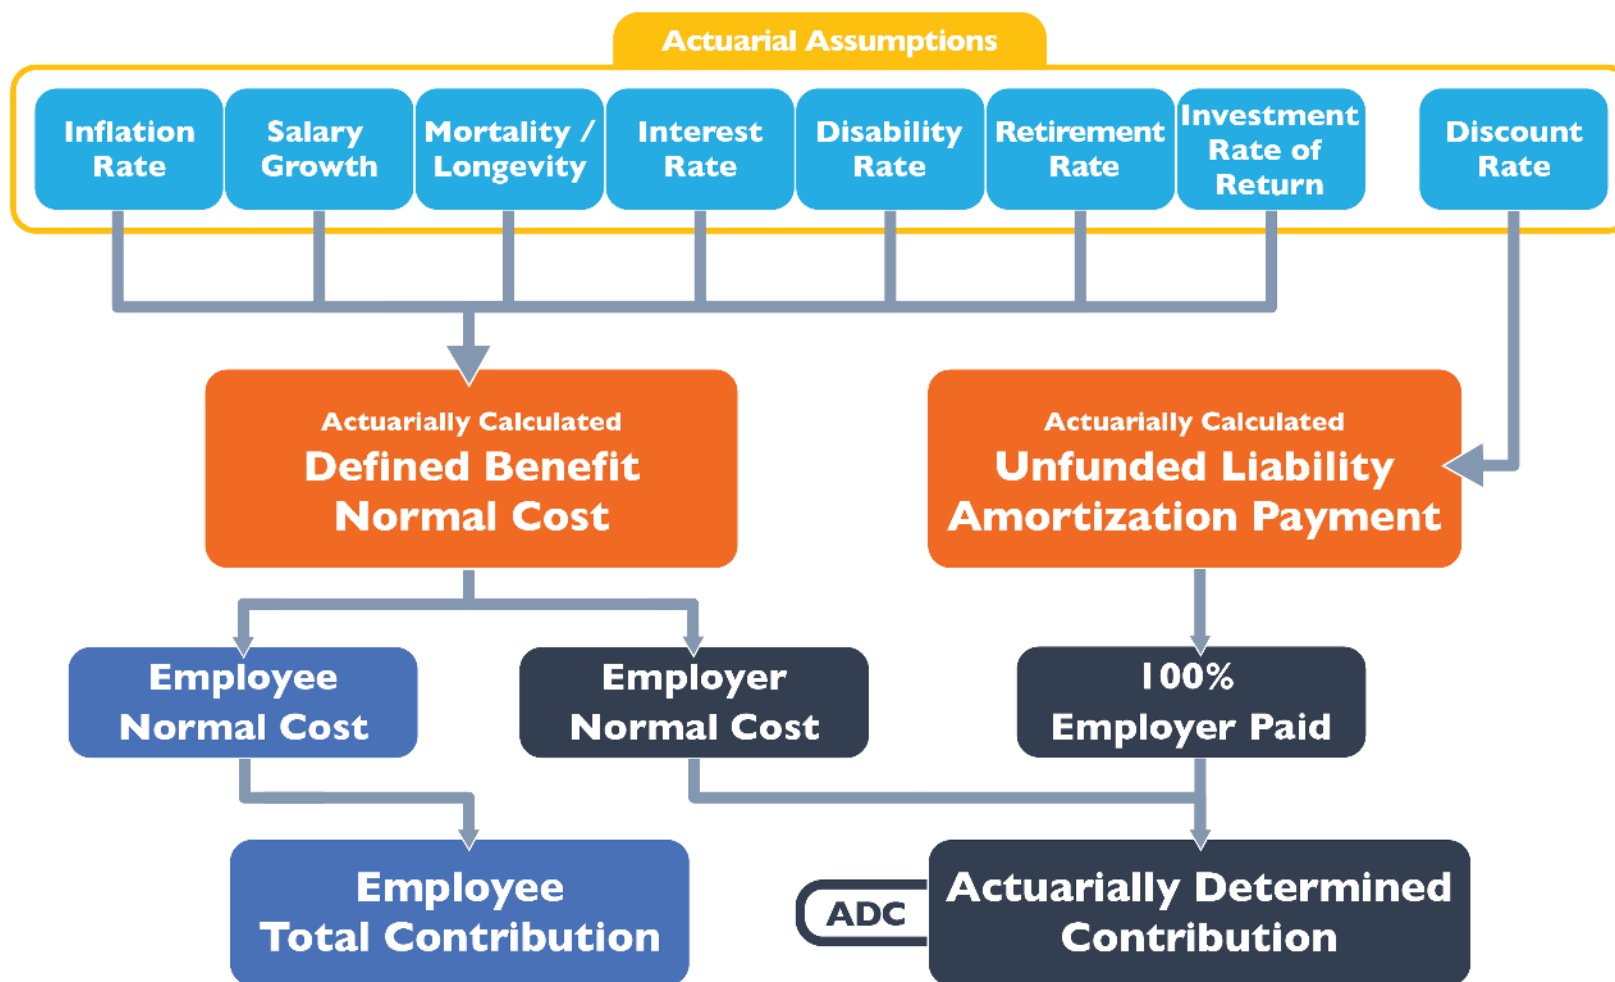 Actuarial Assumptions
Inflation
Rate
Salary
Growth
Mortality /
Longevity
Interest
Rate
Disability
Rate
Retirement
Rate
Investment
Rate of
Return
Discount
Rate
Actuarially Calculated
Defined Benefit
Normal Cost
Actuarially Calculated
Unfunded Liability
Amortization Payment
Employee
Normal Cost
Employer
Normal Cost
100%
Employer Paid
Employee
Total Contribution
ADC
Actuarially Determined
Contribution